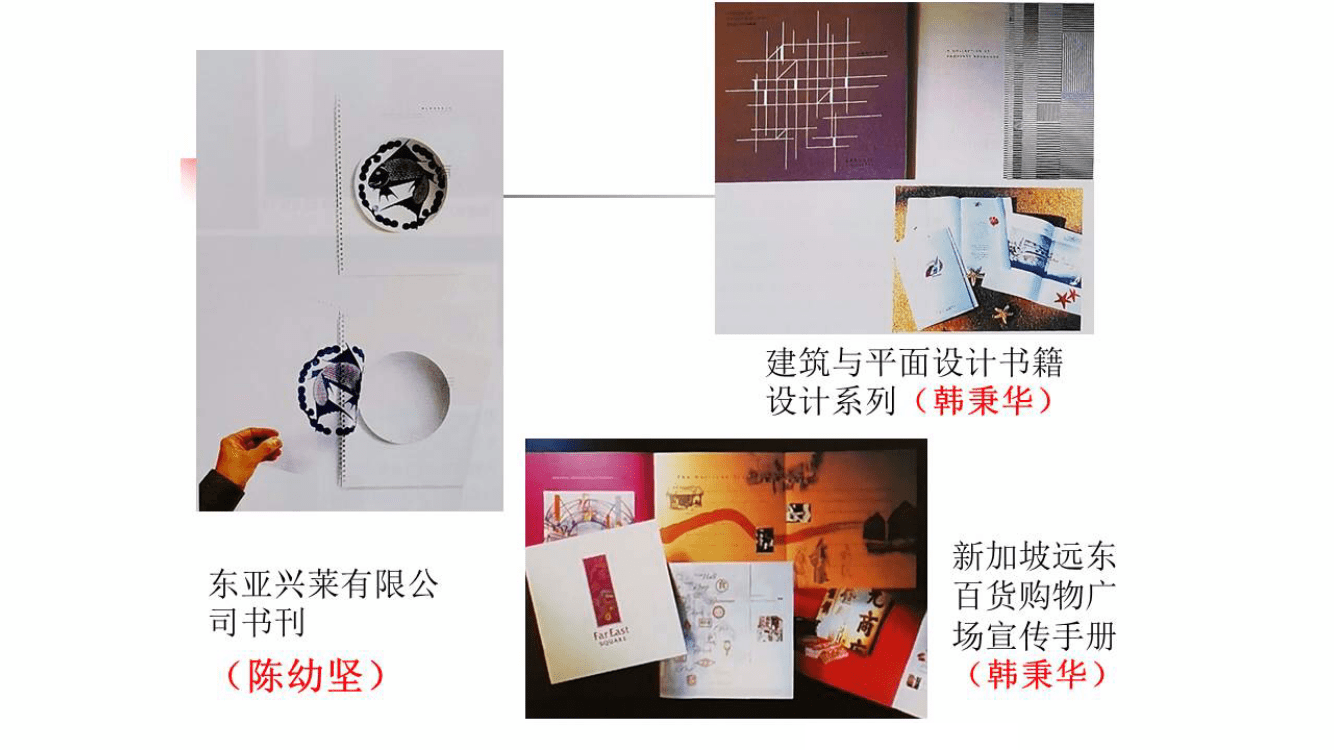 建筑与平面设计书籍
设计系列（韩秉华）
东亚兴莱有限公
司书刊
（陈幼坚）
Far East
SQUARE
新加坡远东
百货购物广
场宣传手册
（韩秉华）